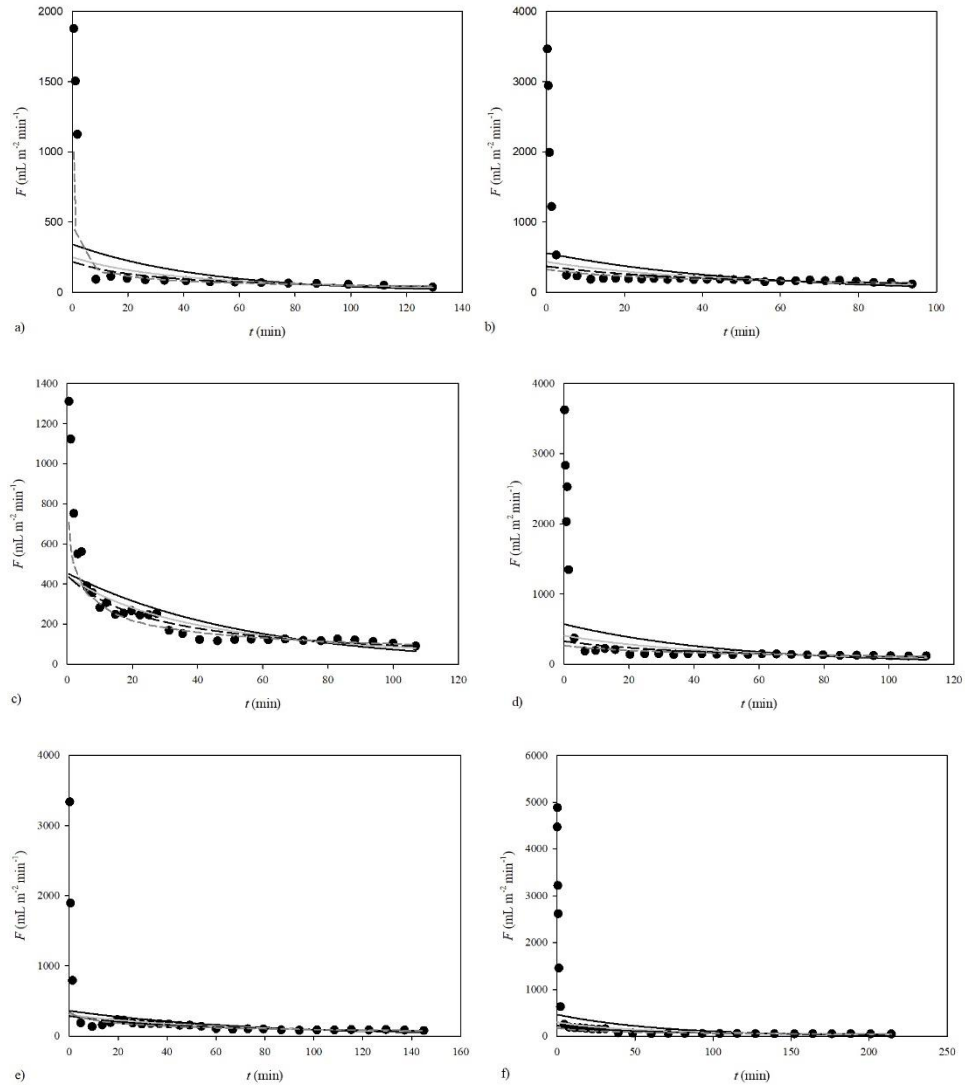 2000
1500
1000
500
0
F (mL m⁻² min⁻¹)
0 20 40 60 80 100 120 140
t (min)
a)
4000
3000
2000
1000
0
F (mL m⁻² min⁻¹)
0 20 40 60 80 100
t (min)
b)
1400
1200
1000
800
600
400
200
0
F (mL m⁻² min⁻¹)
0 20 40 60 80 100 120
t (min)
c)
4000
3000
2000
1000
0
F (mL m² min⁻¹)
0 20 40 60 80 100 120
t (min)
d)
4000
3000
2000
1000
0
F (mL m⁻² min⁻¹)
0 20 40 60 80 100 120 140 160
t (min)
e)
6000
5000
4000
3000
2000
1000
0
F (mL m⁻² min⁻¹)
0 50 100 150 200 250
t (min)
f)